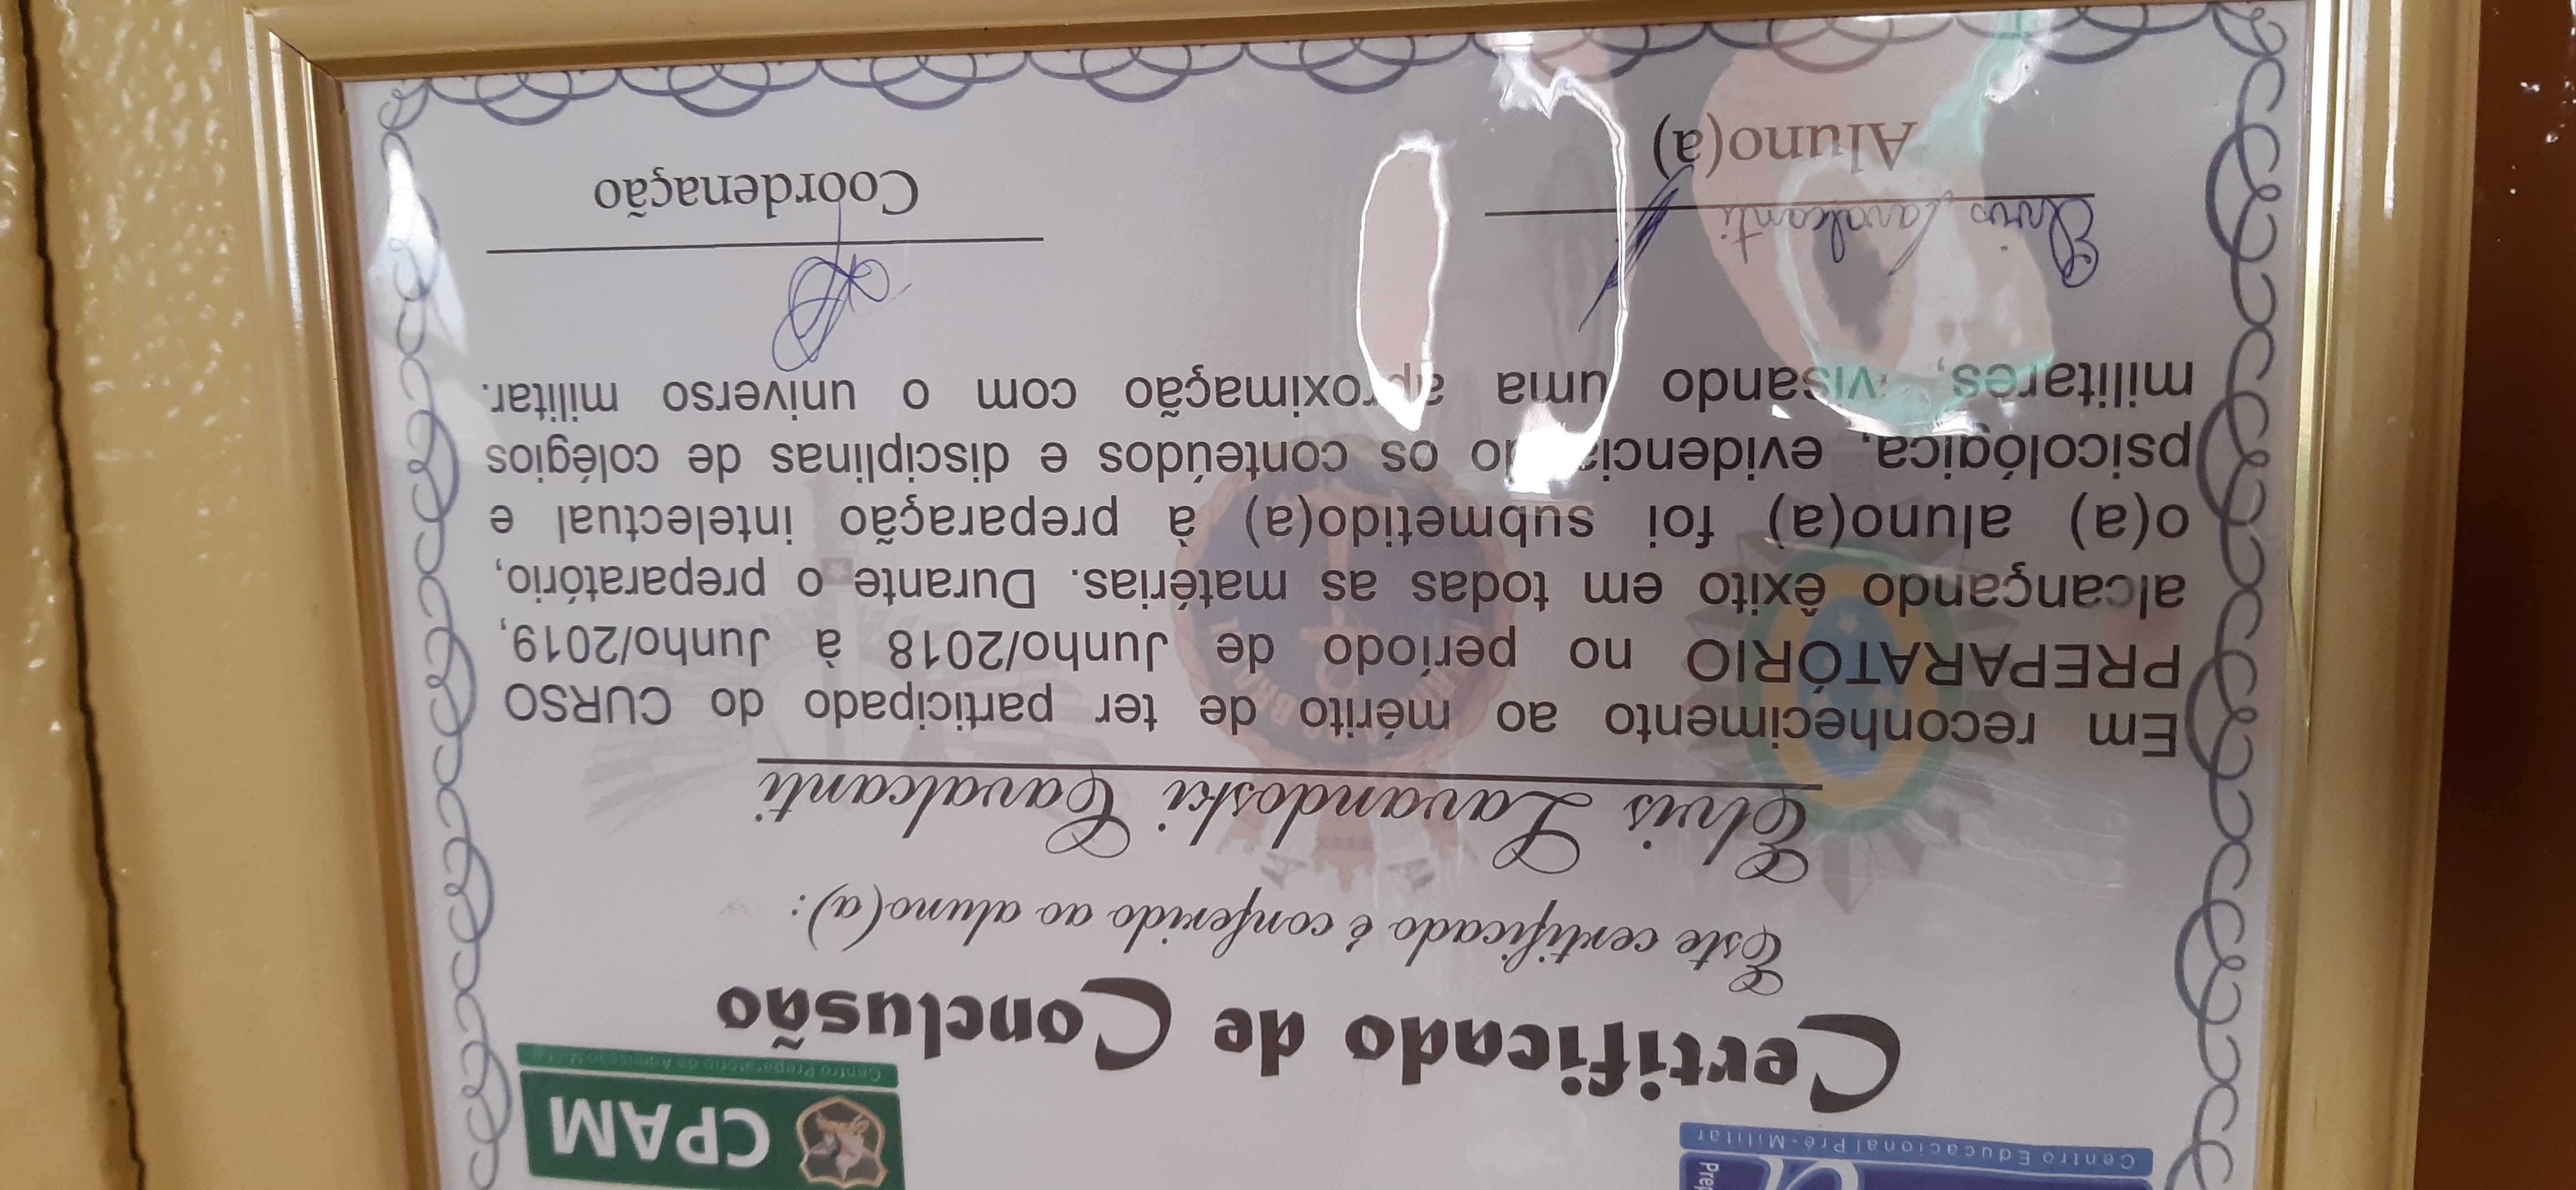 Centro Educacional Pré-Militar
CPAM
Centro Preparatório de Admissão Militar
Certificado de Conclusão
Este certificado é conferido ao aluno(a):
Elvis Lavandoski Cavalcanti
Em reconhecimento ao mérito de ter participado do CURSO
PREPARATÓRIO no período de Junho/2018 à Junho/2019,
alcançando êxito em todas as matérias. Durante o preparatório,
o(a) aluno(a) foi submetido(a) à preparação intelectual e
psicológica, evidenciando os conteúdos e disciplinas de colégios
militares, visando uma aproximação com o universo militar.
Elvis Cavalcanti
Aluno(a)
Coordenação